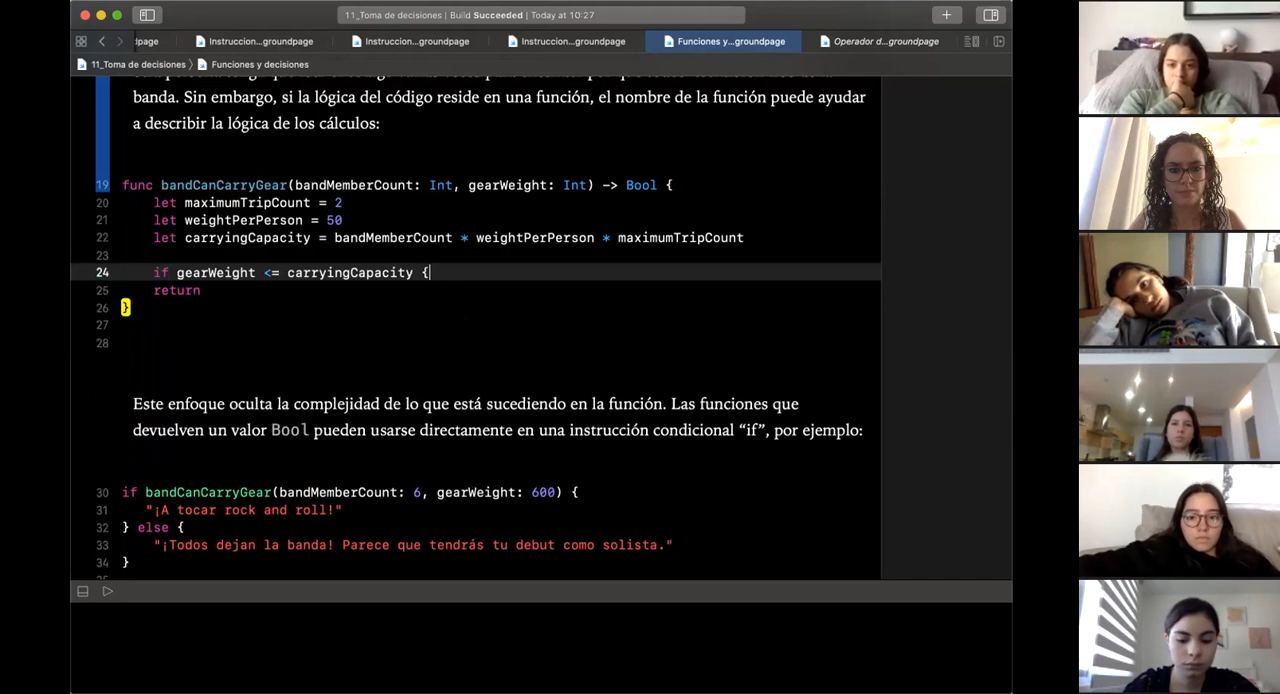 11_Toma de decisiones | Build Succeeded | Today at 10:27
dpage
Instruccion...groundpage
Instruccion...groundpage
Instruccion...groundpage
Funciones y...groundpage
Operador d...groundpage
11_Toma de decisiones
Funciones y decisiones
banda. Sin embargo, si la lógica del código reside en una función, el nombre de la función puede ayudar
a describir la lógica de los cálculos:
19 func bandCanCarryGear(bandMemberCount: Int, gearWeight: Int) -> Bool {
20 let maximumTripCount = 2
21 let weightPerPerson = 50
22 let carryingCapacity = bandMemberCount * weightPerPerson * maximumTripCount
23
24 if gearWeight <= carryingCapacity {
25 return
26 }
27
28
Este enfoque oculta la complejidad de lo que está sucediendo en la función. Las funciones que
devuelven un valor Bool pueden usarse directamente en una instrucción condicional “if”, por ejemplo:
30 if bandCanCarryGear(bandMemberCount: 6, gearWeight: 600) {
31 "¡A tocar rock and roll!"
32 } else {
33 "¡Todos dejan la banda! Parece que tendrás tu debut como solista."
34 }